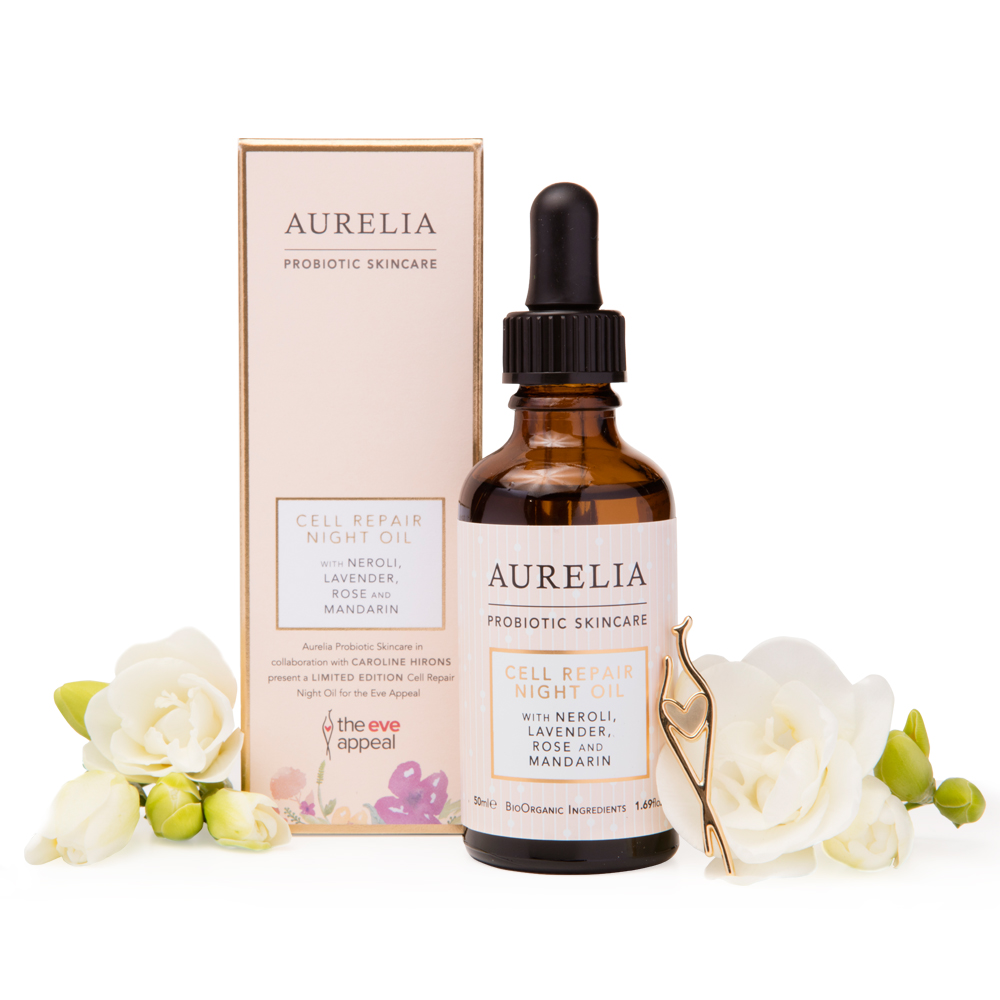 AURELIA
PROBIOTIC SKINCARE
CELL REPAIR
NIGHT OIL
WITH NEROLI,
LAVENDER,
ROSE AND
MANDARIN
Aurelia Probiotic Skincare in
collaboration with CAROLINE HIRONS
present a LIMITED EDITION Cell Repair
Night Oil for the Eve Appeal
the eve
appeal
AURELIA
PROBIOTIC SKINCARE
CELL REPAIR
NIGHT OIL
WITH NEROLI,
LAVENDER,
ROSE AND
MANDARIN
50ml℮ BIOORGANIC INGREDIENTS 1.69flo